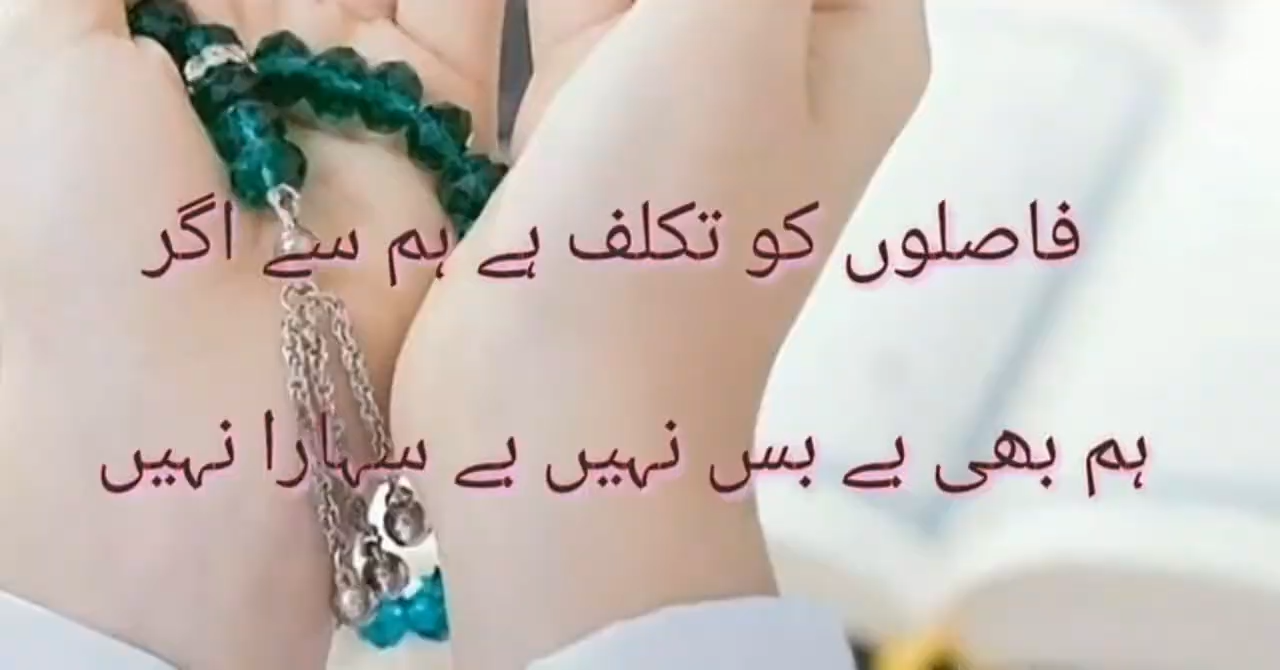 فاصلوں کو تکلف ہے ہم سے اگر
ہم بھی بے بس نہیں بے سہارا نہیں